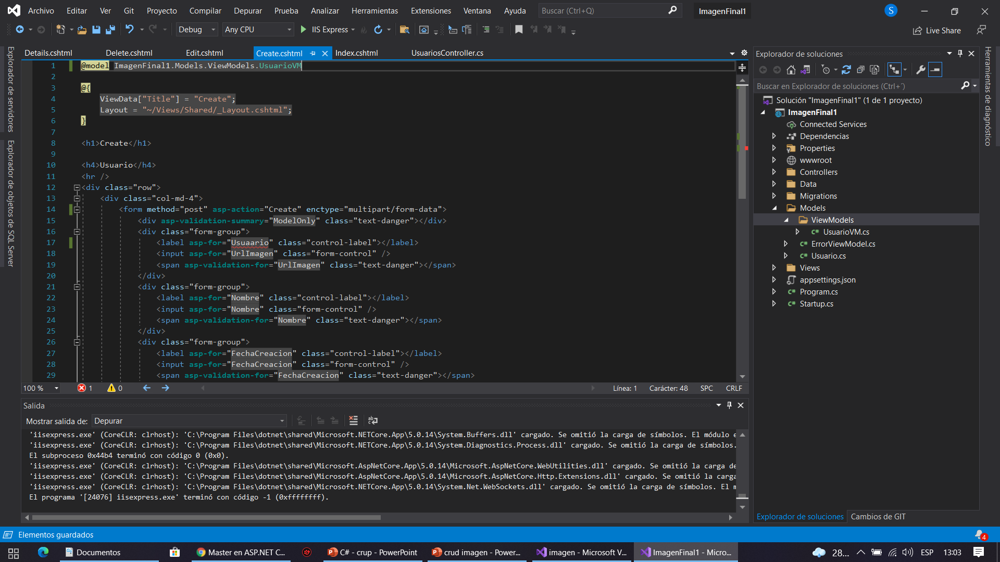 Archivo Editar Ver Git Proyecto Compilar Depurar Prueba Analizar Herramientas Extensiones Ventana Ayuda Buscar (Ctrl+Q) ImagenFinal1 S
Debug Any CPU IIS Express Live Share
Explorador de servidores
Explorador de objetos de SQL Server
Details.cshtml Delete.cshtml Edit.cshtml Create.cshtml Index.cshtml UsuariosController.cs
1 @model ImagenFinal1.Models.ViewModels.UsuarioVM
2
3 @{
4 ViewData["Title"] = "Create";
5 Layout = "~/Views/Shared/_Layout.cshtml";
6 }
7
8 <h1>Create</h1>
9
10 <h4>Usuario</h4>
11 <hr />
12 <div class="row">
13 <div class="col-md-4">
14 <form method="post" asp-action="Create" enctype="multipart/form-data">
15 <div asp-validation-summary="ModelOnly" class="text-danger"></div>
16 <div class="form-group">
17 <label asp-for="Usuaario" class="control-label"></label>
18 <input asp-for="UrlImagen" class="form-control" />
19 <span asp-validation-for="UrlImagen" class="text-danger"></span>
20 </div>
21 <div class="form-group">
22 <label asp-for="Nombre" class="control-label"></label>
23 <input asp-for="Nombre" class="form-control" />
24 <span asp-validation-for="Nombre" class="text-danger"></span>
25 </div>
26 <div class="form-group">
27 <label asp-for="FechaCreacion" class="control-label"></label>
28 <input asp-for="FechaCreacion" class="form-control" />
29 <span asp-validation-for="FechaCreacion" class="text-danger"></span>
100 % 1 0 Línea: 1 Carácter: 48 SPC CRLF
Salida
Mostrar salida de: Depurar
'iisexpress.exe' (CoreCLR: clrhost): 'C:\Program Files\dotnet\shared\Microsoft.NETCore.App\5.0.14\System.Buffers.dll' cargado. Se omitió la carga de símbolos. El módulo e
'iisexpress.exe' (CoreCLR: clrhost): 'C:\Program Files\dotnet\shared\Microsoft.NETCore.App\5.0.14\System.Diagnostics.Process.dll' cargado. Se omitió la carga de símbolos.
El subproceso 0x44b4 terminó con código 0 (0x0).
'iisexpress.exe' (CoreCLR: clrhost): 'C:\Program Files\dotnet\shared\Microsoft.AspNetCore.App\5.0.14\Microsoft.AspNetCore.WebUtilities.dll' cargado. Se omitió la carga de
'iisexpress.exe' (CoreCLR: clrhost): 'C:\Program Files\dotnet\shared\Microsoft.AspNetCore.App\5.0.14\Microsoft.AspNetCore.Http.Extensions.dll' cargado. Se omitió la carga
'iisexpress.exe' (CoreCLR: clrhost): 'C:\Program Files\dotnet\shared\Microsoft.NETCore.App\5.0.14\System.Net.WebSockets.dll' cargado. Se omitió la carga de símbolos. El m
El programa '[24076] iisexpress.exe' terminó con código -1 (0xffffffff).
Explorador de soluciones
Buscar en Explorador de soluciones (Ctrl+´)
Solución "ImagenFinal1" (1 de 1 proyecto)
ImagenFinal1
Connected Services
Dependencias
Properties
wwwroot
Controllers
Data
Migrations
Models
ViewModels
C# UsuarioVM.cs
C# ErrorViewModel.cs
C# Usuario.cs
Views
appsettings.json
C# Program.cs
C# Startup.cs
Explorador de soluciones Cambios de GIT
Herramientas de diagnóstico
Elementos guardados 4
Documentos Master en ASP.NET C... C# - crup - PowerPoint crud imagen - Power... imagen - Microsoft V... ImagenFinal1 - Micro... 28... ESP 13:03